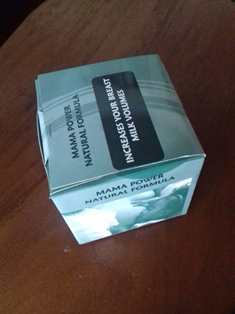 MAMA POWER
NATURAL FORMULA
INCREASES YOUR BREAST
MILK VOLUMES
MAMA POWER
NATURAL FORMULA